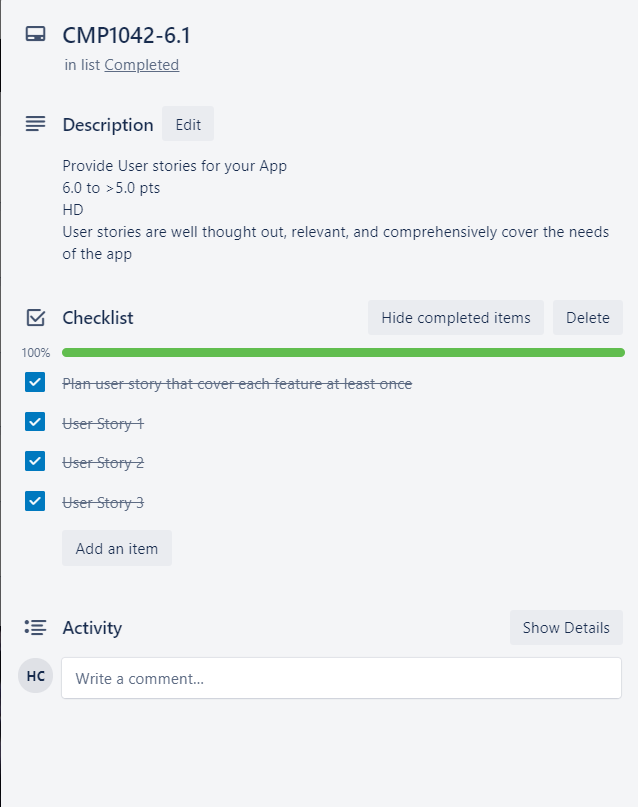 CMP1042-6.1
in list Completed
Description Edit
Provide User stories for your App
6.0 to >5.0 pts
HD
User stories are well thought out, relevant, and comprehensively cover the needs
of the app
Checklist Hide completed items Delete
100%
Plan user story that cover each feature at least once
User Story 1
User Story 2
User Story 3
Add an item
Activity Show Details
HC Write a comment...